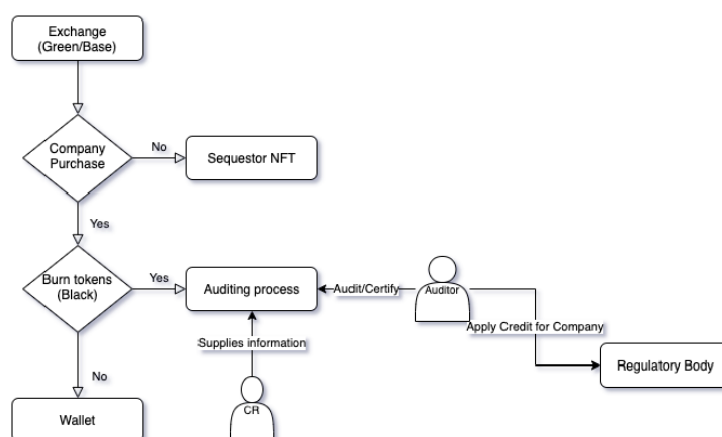 Exchange
(Green/Base)
Company
Purchase
No
Sequestor NFT
Yes
Burn tokens
(Black)
Yes
Auditing process
Audit/Certify
Auditor
Apply Credit for Company
Supplies information
Regulatory Body
No
CR
Wallet